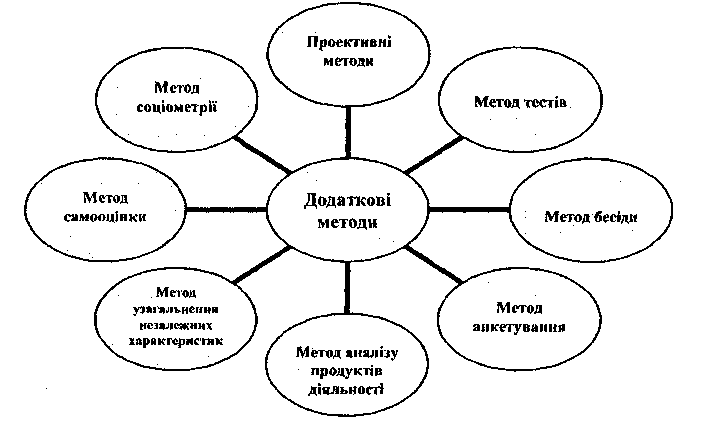 Проективні
методи
Метод
соціометрії
Метод тестів
Метод
самооцінки
Додаткові
методи
Метод бесіди
Метод
узагальнення
незалежних
характеристик
Метод
анкетування
Метод аналізу
продуктів
діяльності